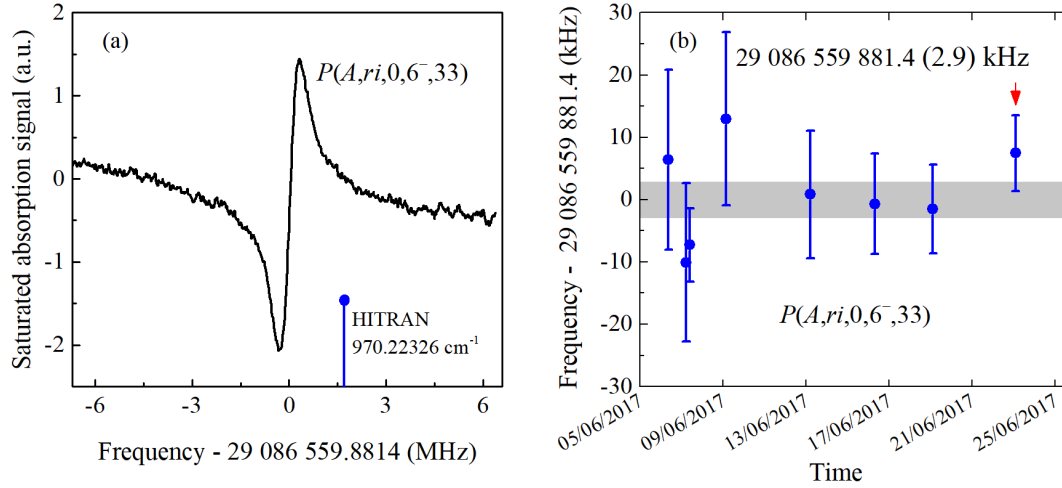 (a)
P(A,ri,0,6⁻,33)
HITRAN
970.22326 cm⁻¹
Saturated absorption signal (a.u.)
2
1
0
-1
-2
-6
-3
0
3
6
Frequency - 29 086 559.8814 (MHz)
(b)
29 086 559 881.4 (2.9) kHz
P(A,ri,0,6⁻,33)
Frequency - 29 086 559 881.4 (kHz)
30
20
10
0
-10
-20
-30
05/06/2017
09/06/2017
13/06/2017
17/06/2017
21/06/2017
25/06/2017
Time